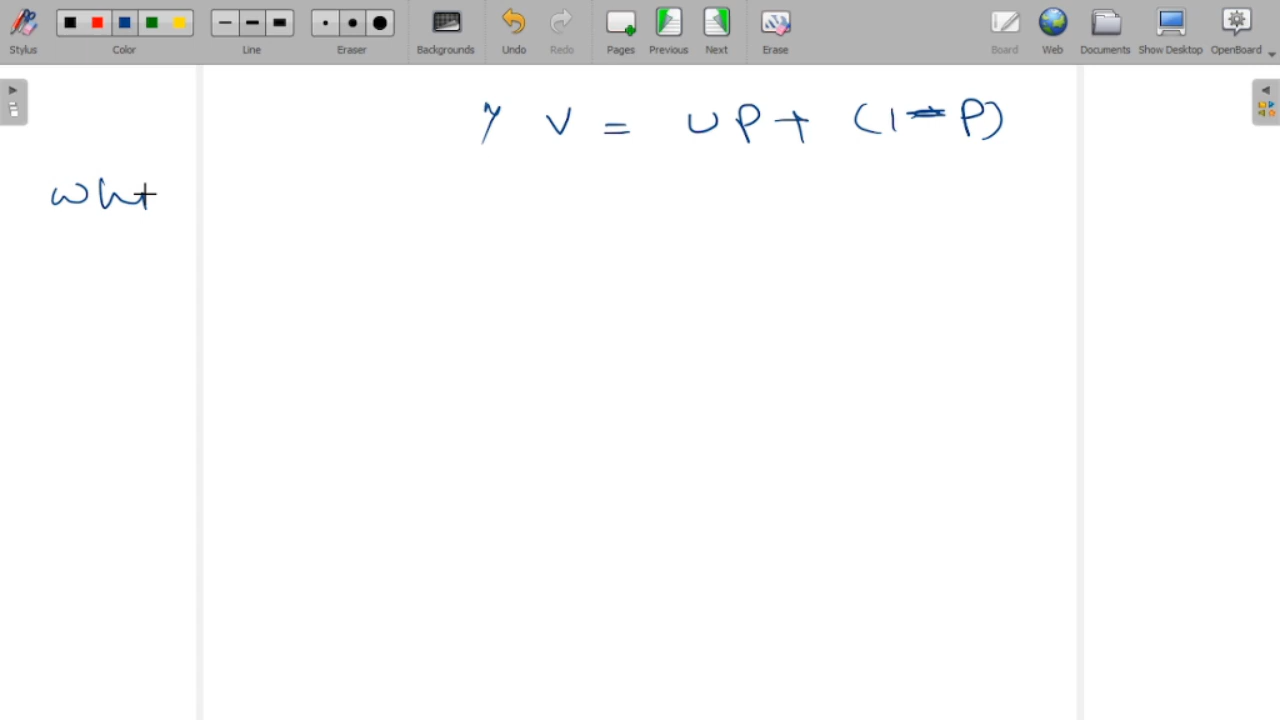 Stylus Color Line Eraser Backgrounds Undo Redo Pages Previous Next Erase Board Web Documents Show Desktop OpenBoard
V = UP+ (1-P)